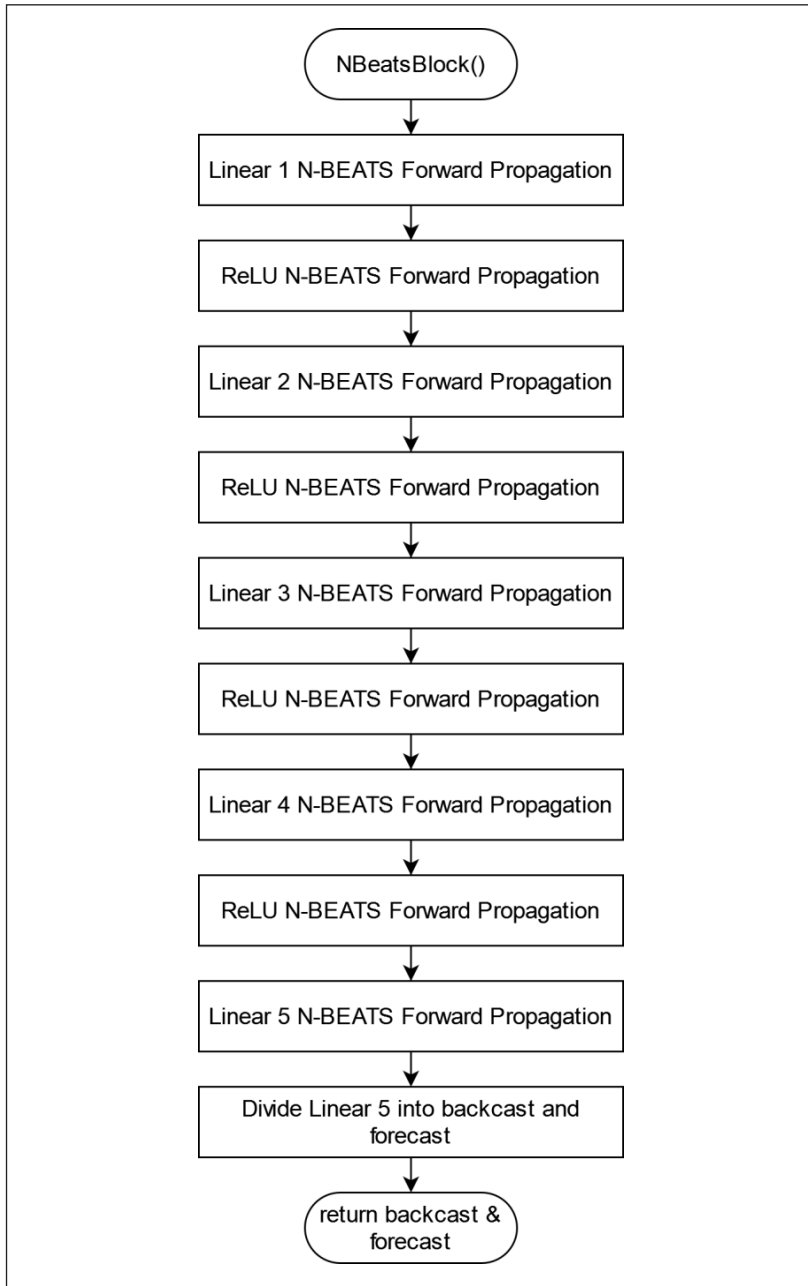 NBeatsBlock()
Linear 1 N-BEATS Forward Propagation
ReLU N-BEATS Forward Propagation
Linear 2 N-BEATS Forward Propagation
ReLU N-BEATS Forward Propagation
Linear 3 N-BEATS Forward Propagation
ReLU N-BEATS Forward Propagation
Linear 4 N-BEATS Forward Propagation
ReLU N-BEATS Forward Propagation
Linear 5 N-BEATS Forward Propagation
Divide Linear 5 into backcast and
forecast
return backcast &
forecast